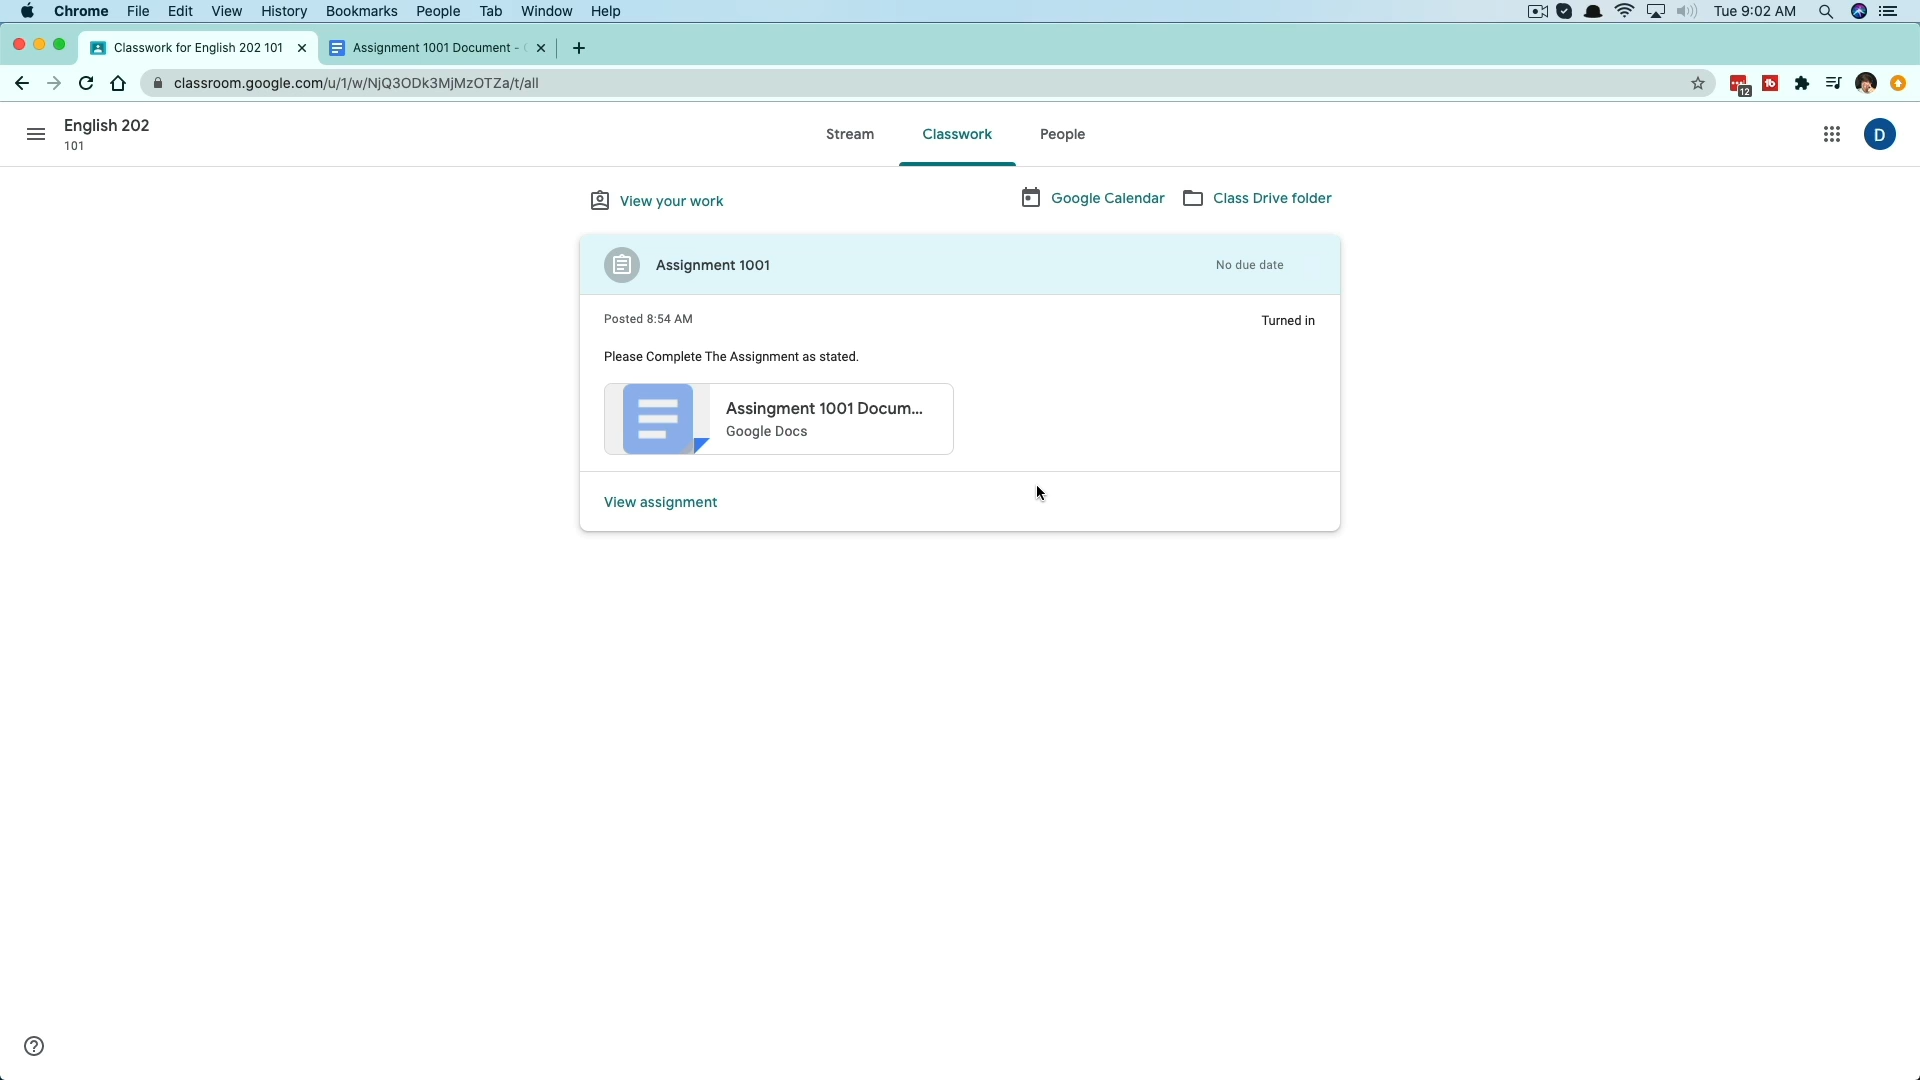 Chrome File Edit View History Bookmarks People Tab Window Help Tue 9:02 AM
Classwork for English 202 101 Assignment 1001 Document -
classroom.google.com/u/1/w/NjQ3ODk3MjMzOTZa/t/all 12
English 202
101
Stream Classwork People
D
View your work Google Calendar Class Drive folder
Assignment 1001 No due date
Posted 8:54 AM Turned in
Please Complete The Assignment as stated.
Assingment 1001 Docum...
Google Docs
View assignment